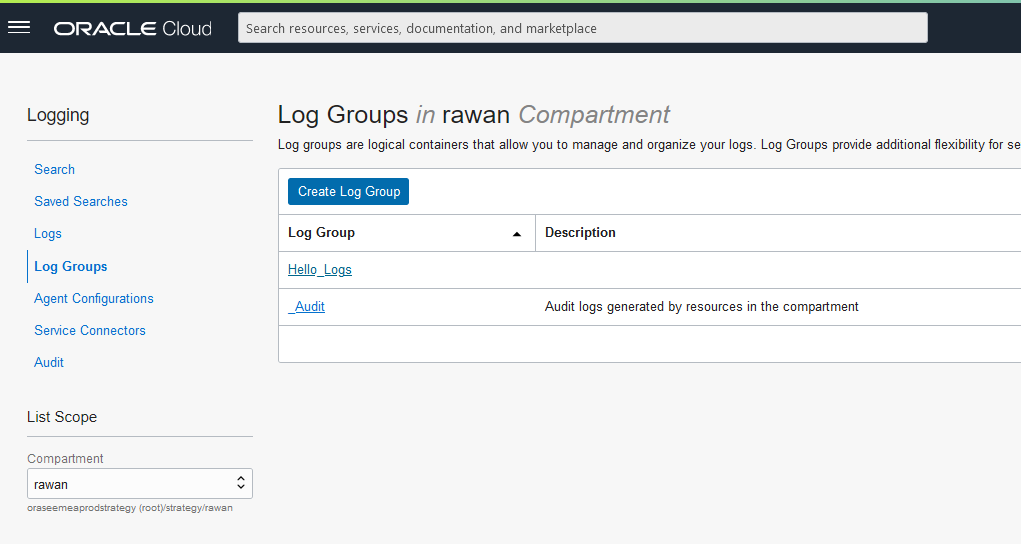 ORACLE Cloud
Search resources, services, documentation, and marketplace
Logging
Search
Saved Searches
Logs
Log Groups
Agent Configurations
Service Connectors
Audit
List Scope
Compartment
rawan
oraseemeaprodstrategy (root)/strategy/rawan
Log Groups in rawan Compartment
Log groups are logical containers that allow you to manage and organize your logs. Log Groups provide additional flexibility for se
Create Log Group
Log Group Description
Hello_Logs
_Audit Audit logs generated by resources in the compartment